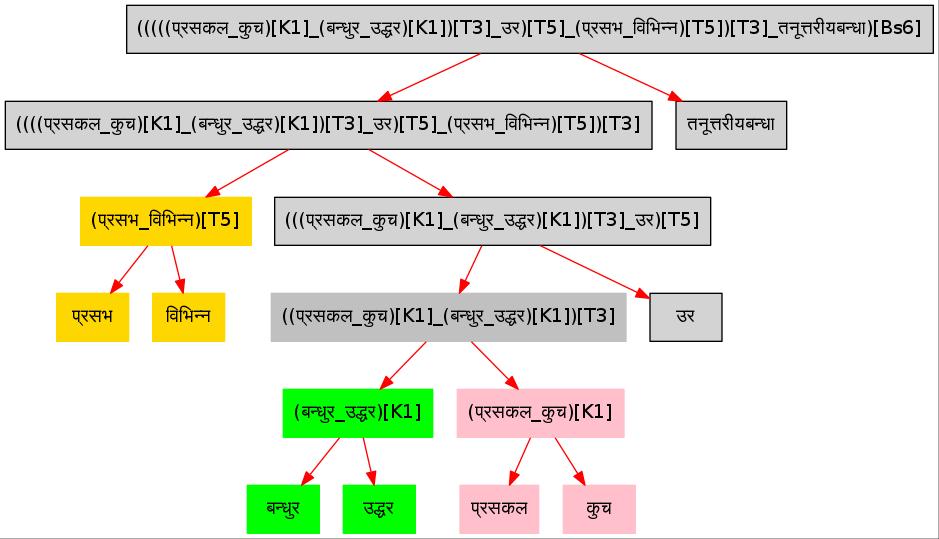 (((((प्रसकल_कुच)[K1]_(बन्धुर_उद्धर)[K1])[T3]_उर)[T5]_(प्रसभ_विभिन्न)[T5])[T3]_तनूत्तरीयबन्धा)[Bs6]
((((प्रसकल_कुच)[K1]_(बन्धुर_उद्धर)[K1])[T3]_उर)[T5]_(प्रसभ_विभिन्न)[T5])[T3]
तनूत्तरीयबन्धा
(प्रसभ_विभिन्न)[T5]
(((प्रसकल_कुच)[K1]_(बन्धुर_उद्धर)[K1])[T3]_उर)[T5]
प्रसभ
विभिन्न
((प्रसकल_कुच)[K1]_(बन्धुर_उद्धर)[K1])[T3]
उर
(बन्धुर_उद्धर)[K1]
(प्रसकल_कुच)[K1]
बन्धुर
उद्धर
प्रसकल
कुच